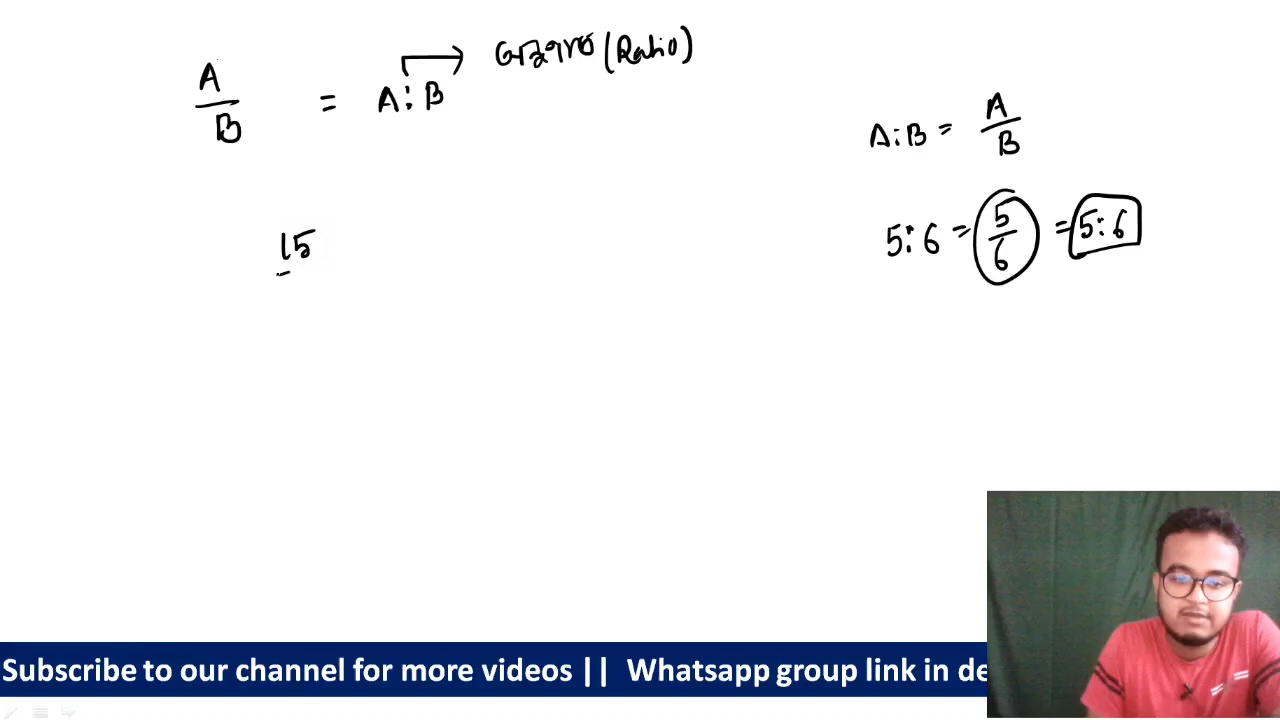 A/B = A:B → অনুপাত (Ratio)
A:B = A/B
5:6 = 5/6 = 5:6
15
Subscribe to our channel for more videos || Whatsapp group link in de